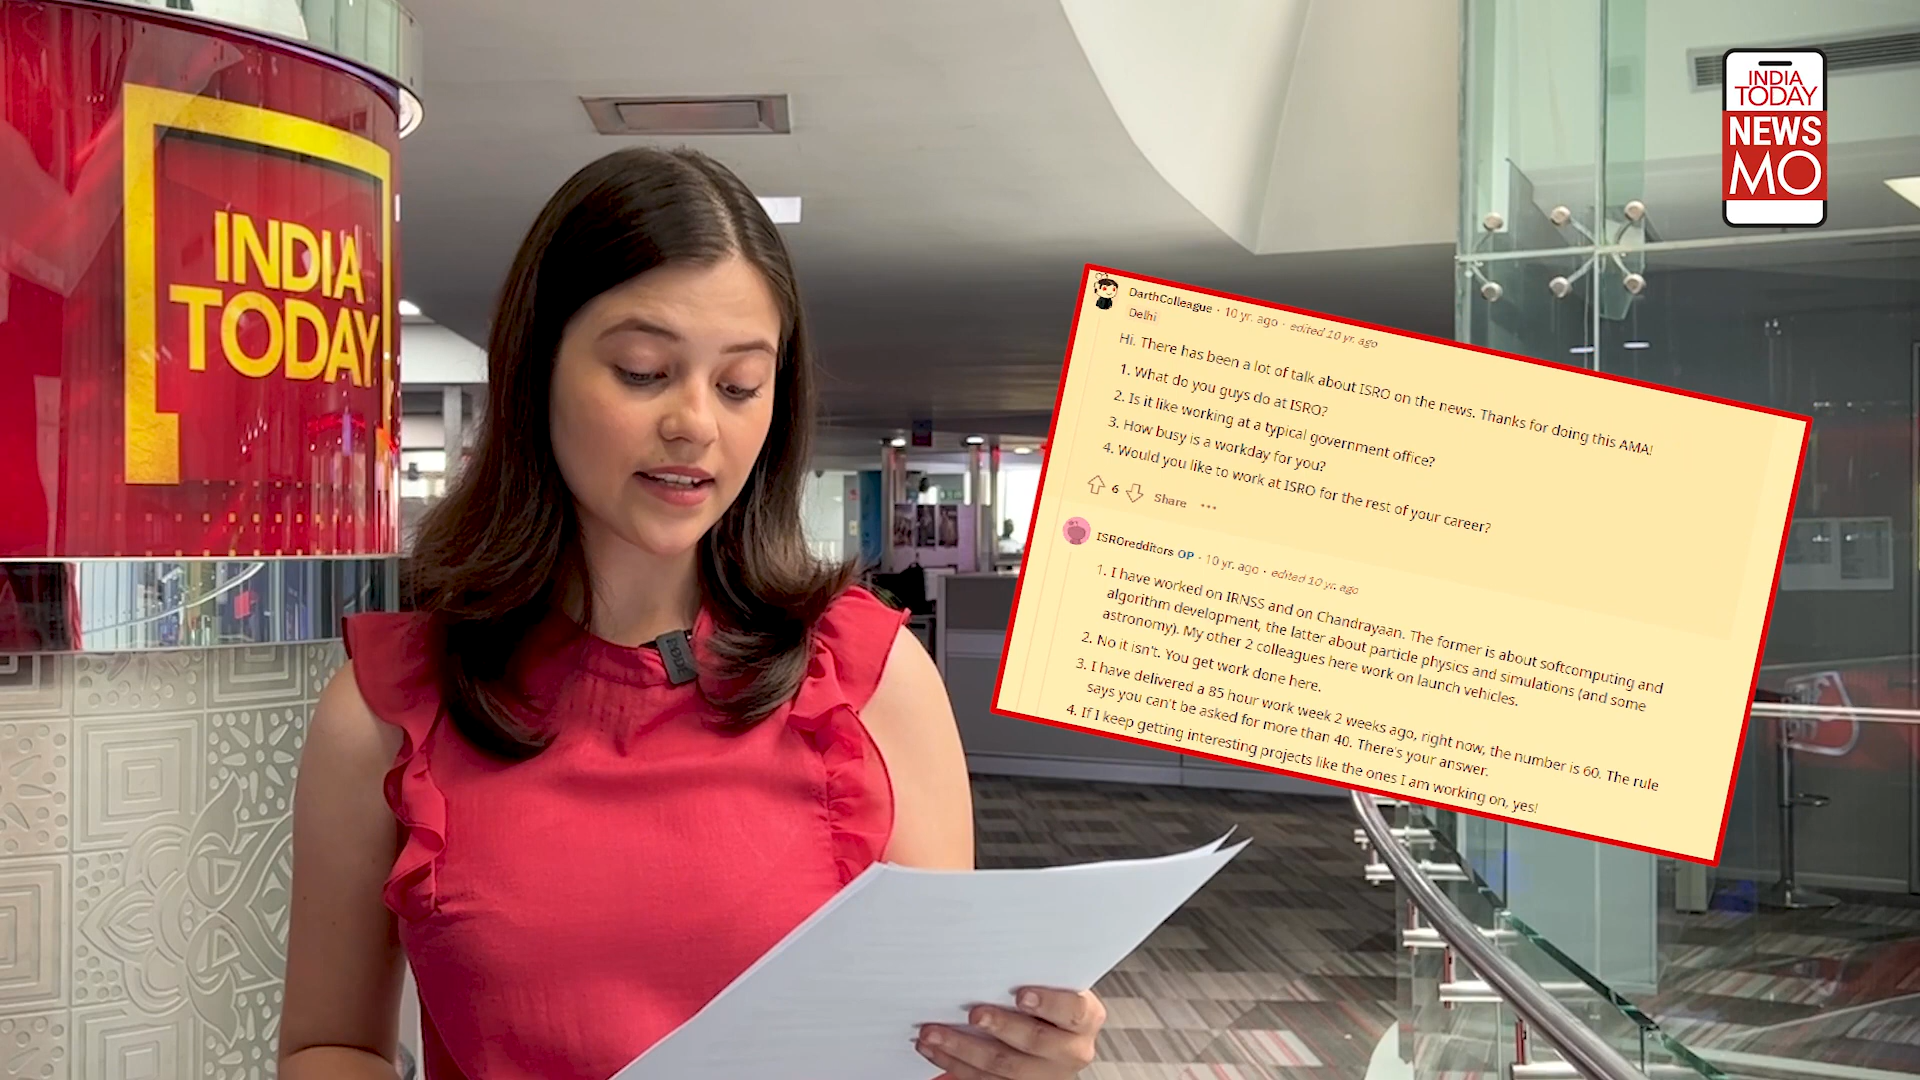 INDIA
TODAY
INDIA
TODAY
NEWS
MO
DarthColleague · 10 yr. ago · edited 10 yr. ago
Delhi
Hi. There has been a lot of talk about ISRO on the news. Thanks for doing this AMA!
1. What do you guys do at ISRO?
2. Is it like working at a typical government office?
3. How busy is a workday for you?
4. Would you like to work at ISRO for the rest of your career?
6 Share ...
ISROredditors OP · 10 yr. ago · edited 10 yr. ago
1. I have worked on IRNSS and on Chandrayaan. The former is about softcomputing and
algorithm development, the latter about particle physics and simulations (and some
astronomy). My other 2 colleagues here work on launch vehicles.
2. No it isn't. You get work done here.
3. I have delivered a 85 hour work week 2 weeks ago, right now, the number is 60. The rule
says you can't be asked for more than 40. There's your answer.
4. If I keep getting interesting projects like the ones I am working on, yes!